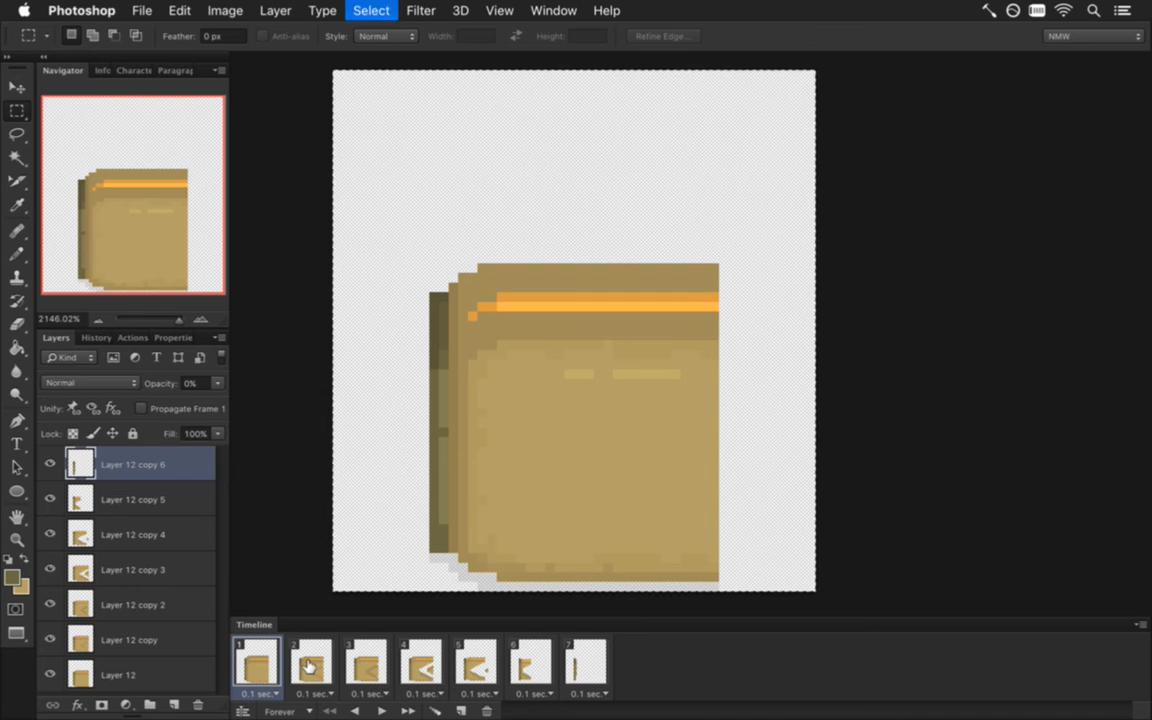 Photoshop File Edit Image Layer Type Select Filter 3D View Window Help
Feather: 0 px Anti-alias Style: Normal Width: Height: Refine Edge... NMW
Navigator Info Characte Paragrap
2146.02%
Layers History Actions Propertie
Kind
Normal Opacity: 0%
Unify: Propagate Frame 1
Lock: Fill: 100%
Layer 12 copy 6
Layer 12 copy 5
Layer 12 copy 4
Layer 12 copy 3
Layer 12 copy 2
Layer 12 copy
Layer 12
Timeline
1 2 3 4 5 6 7
0.1 sec. 0.1 sec. 0.1 sec. 0.1 sec. 0.1 sec. 0.1 sec. 0.1 sec.
Forever